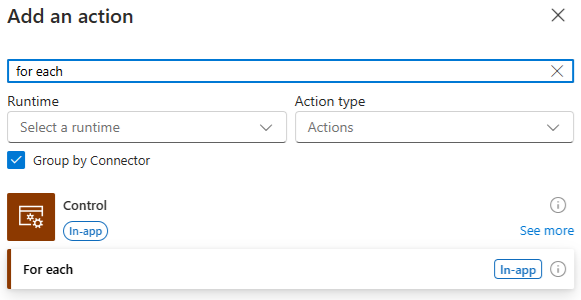 Add an action
for each
Runtime Action type
Select a runtime Actions
Group by Connector
Control
In-app
See more
For each In-app